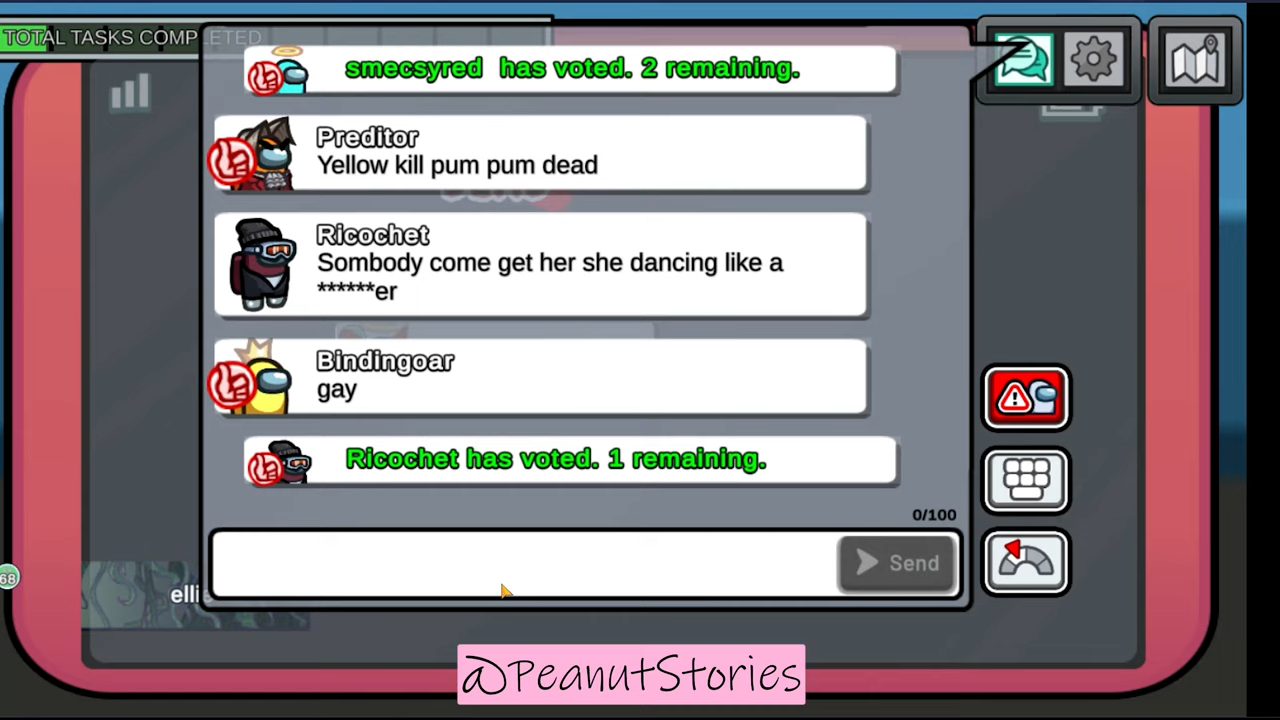 TOTAL TASKS COMPLETED
smecsyred has voted. 2 remaining.
Preditor
Yellow kill pum pum dead
Ricochet
Sombody come get her she dancing like a
******er
Bindingoar
gay
Ricochet has voted. 1 remaining.
0/100
Send
68
@PeanutStories